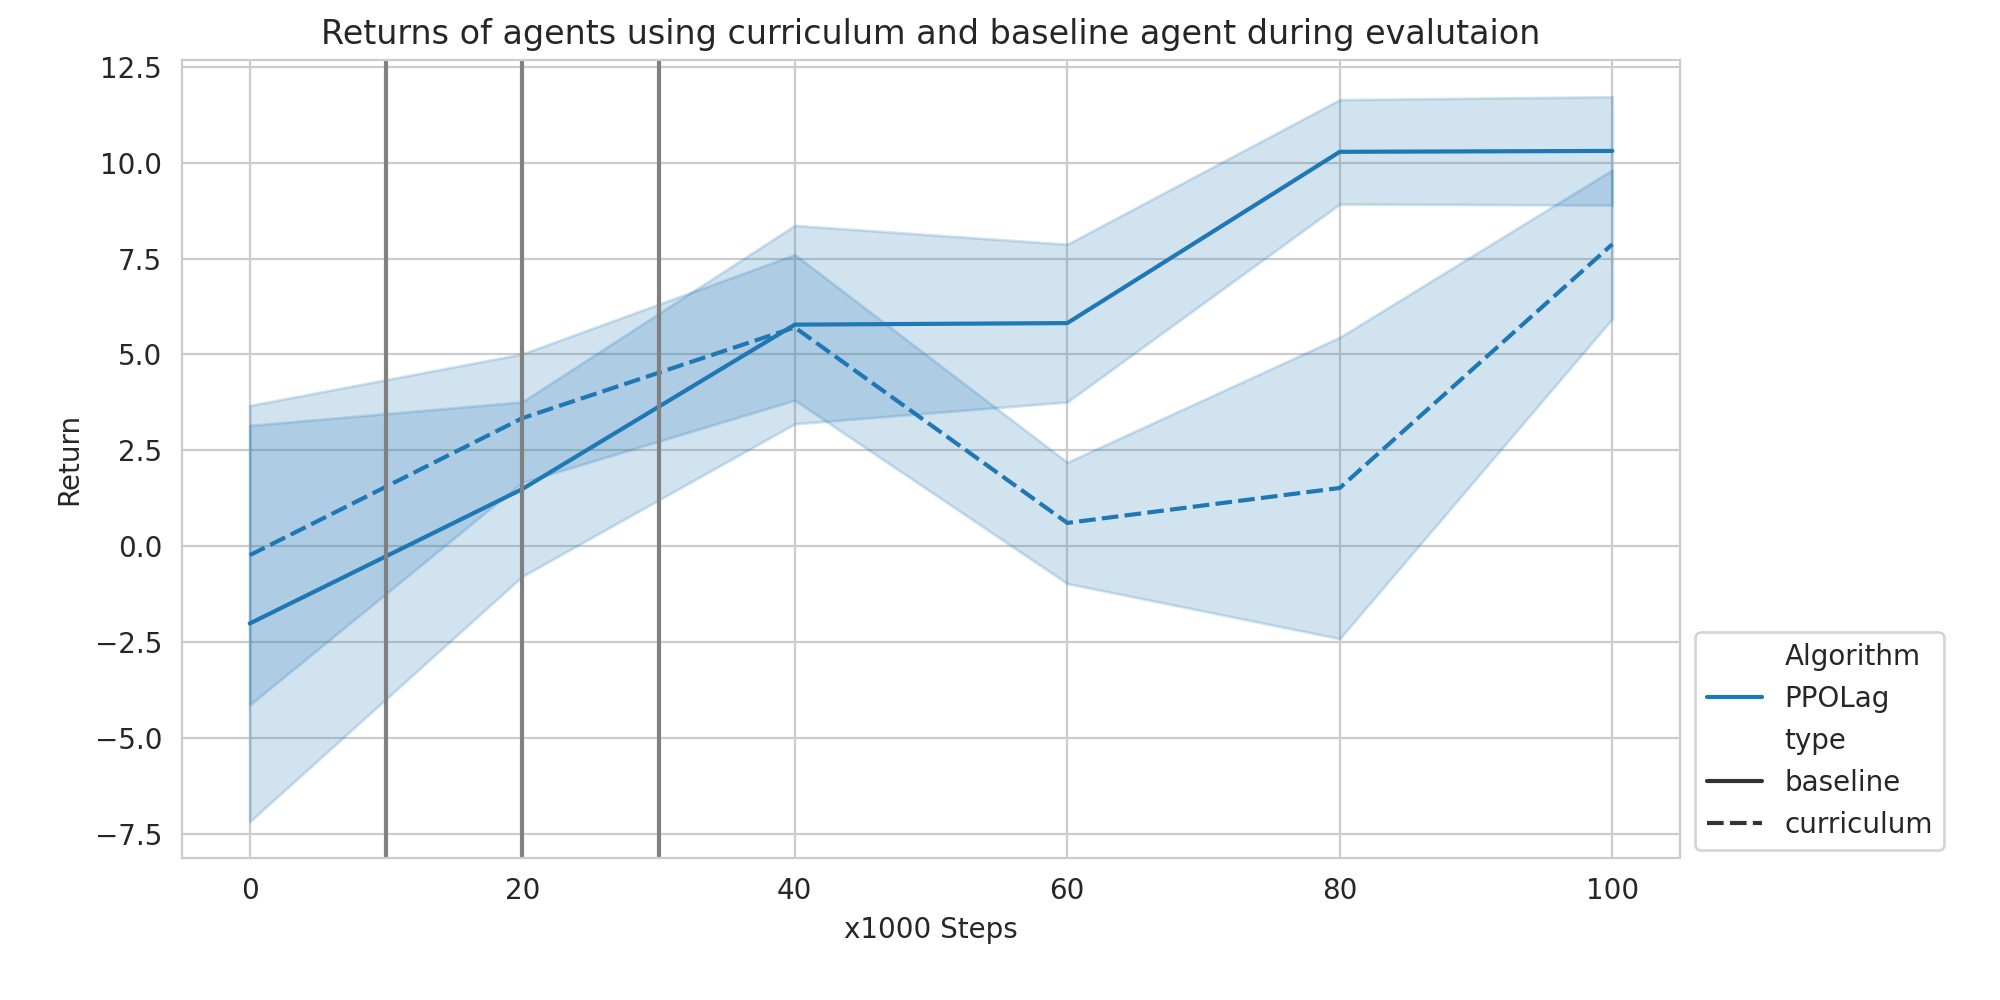 Returns of agents using curriculum and baseline agent during evalutaion
12.5
10.0
7.5
5.0
2.5
0.0
−2.5
−5.0
−7.5
Return
0 20 40 60 80 100
x1000 Steps
Algorithm
PPOLag
type
baseline
curriculum